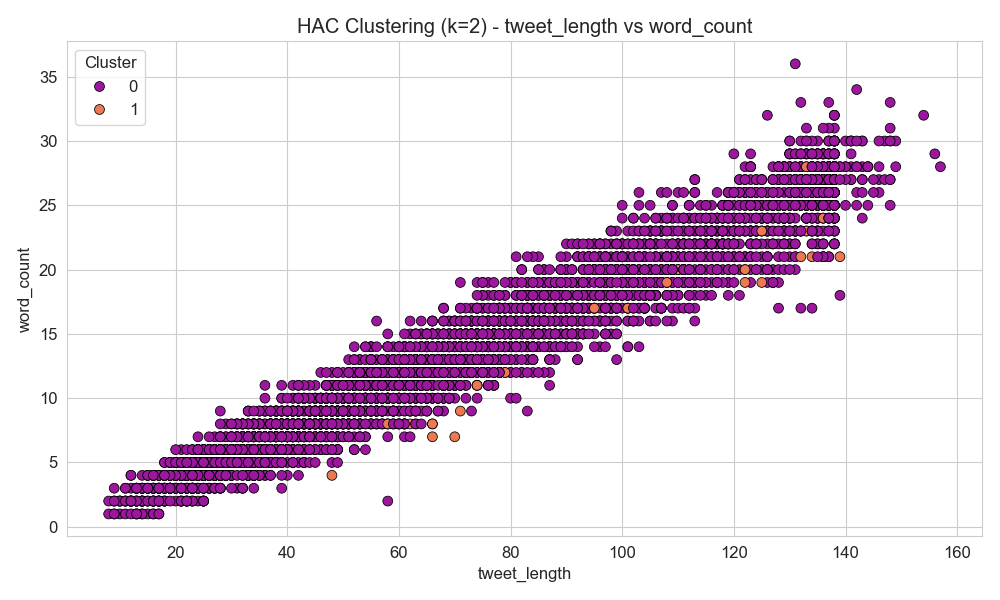 HAC Clustering (k=2) - tweet_length vs word_count
Cluster
0
1
word_count
35
30
25
20
15
10
5
0
20 40 60 80 100 120 140 160
tweet_length